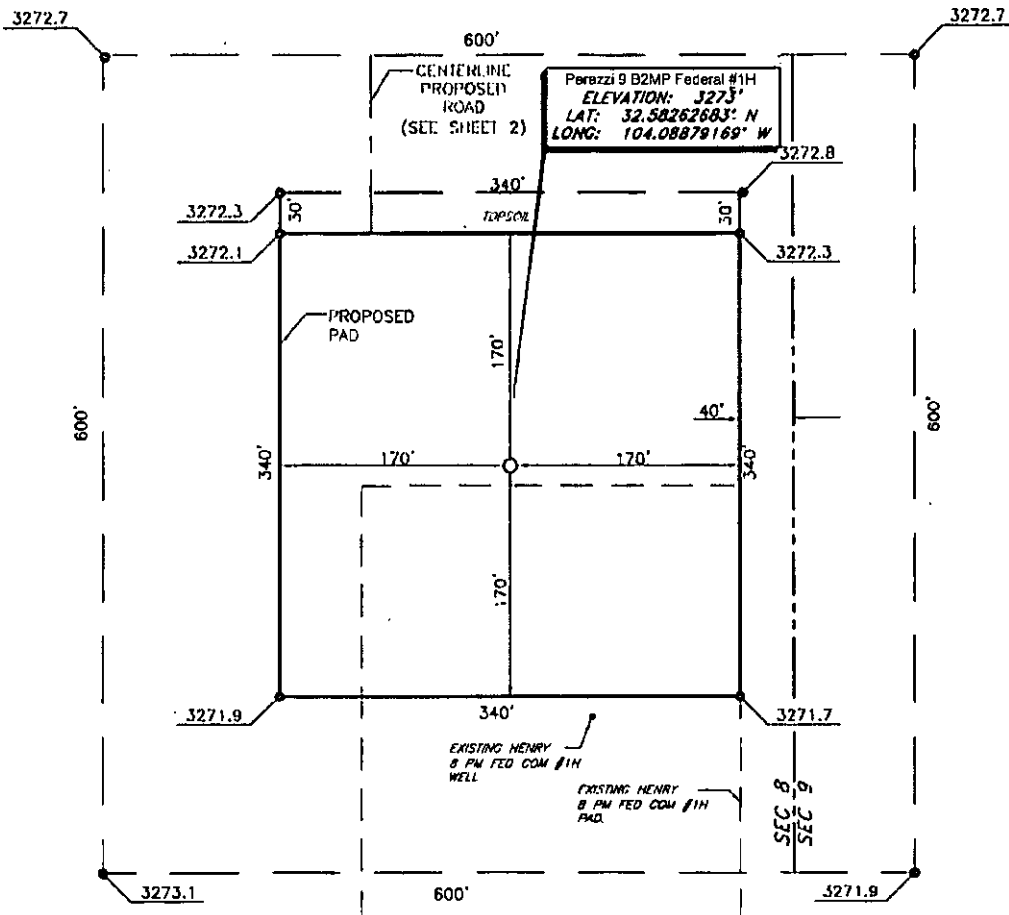 3272.7
3272.7
600'
CENTERLINE
PROPOSED
ROAD
(SEE SHEET 2)
Perazzi 9 B2MP Federal #1H
ELEVATION: 3273'
LAT: 32.58262683° N
LONG: 104.08879169° W
3272.8
340'
3272.3
30'
TOPSOIL
30'
3272.1
3272.3
PROPOSED
PAD
170'
600'
40'
600'
340'
170'
170'
340'
170'
3271.9
340'
3271.7
EXISTING HENRY
8 PM FED COM #1H
WELL
EXISTING HENRY
8 PM FED COM #1H
PAD.
SEC 8
SEC 9
3273.1
600'
3271.9